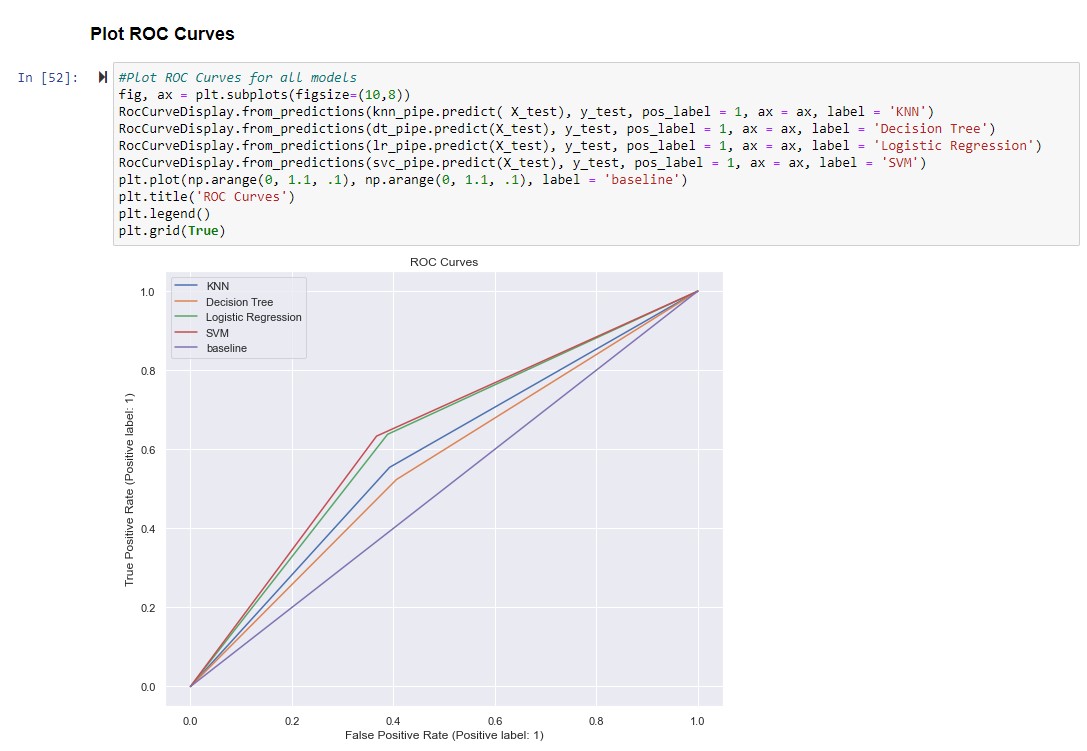 Plot ROC Curves
In [52]:
#Plot ROC Curves for all models
fig, ax = plt.subplots(figsize=(10,8))
RocCurveDisplay.from_predictions(knn_pipe.predict( X_test), y_test, pos_label = 1, ax = ax, label = 'KNN')
RocCurveDisplay.from_predictions(dt_pipe.predict(X_test), y_test, pos_label = 1, ax = ax, label = 'Decision Tree')
RocCurveDisplay.from_predictions(lr_pipe.predict(X_test), y_test, pos_label = 1, ax = ax, label = 'Logistic Regression')
RocCurveDisplay.from_predictions(svc_pipe.predict(X_test), y_test, pos_label = 1, ax = ax, label = 'SVM')
plt.plot(np.arange(0, 1.1, .1), np.arange(0, 1.1, .1), label = 'baseline')
plt.title('ROC Curves')
plt.legend()
plt.grid(True)
ROC Curves
KNN
Decision Tree
Logistic Regression
SVM
baseline
True Positive Rate (Positive label: 1)
1.0
0.8
0.6
0.4
0.2
0.0
0.0 0.2 0.4 0.6 0.8 1.0
False Positive Rate (Positive label: 1)